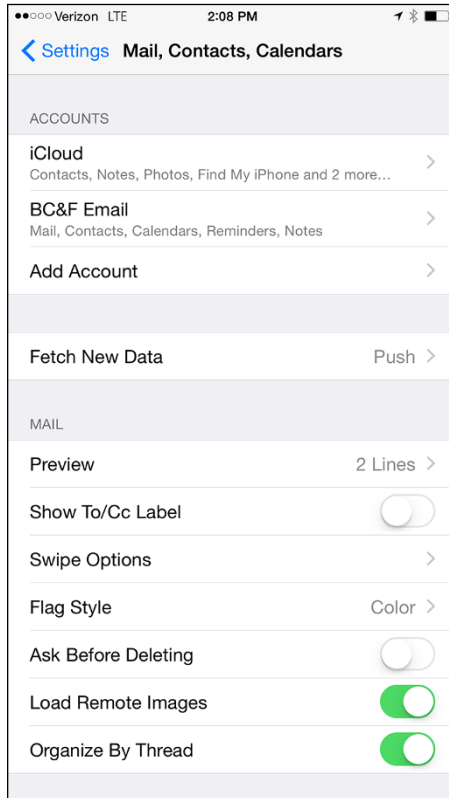 Verizon LTE 2:08 PM
Settings Mail, Contacts, Calendars
ACCOUNTS
iCloud
Contacts, Notes, Photos, Find My iPhone and 2 more...
BC&F Email
Mail, Contacts, Calendars, Reminders, Notes
Add Account
Fetch New Data Push
MAIL
Preview 2 Lines
Show To/Cc Label
Swipe Options
Flag Style Color
Ask Before Deleting
Load Remote Images
Organize By Thread